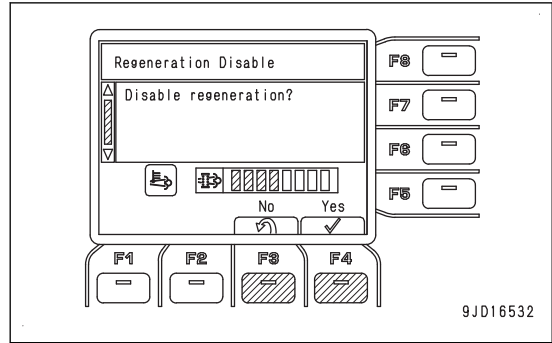 Regeneration Disable
Disable regeneration?
No Yes
F8
F7
F6
F5
F1 F2 F3 F4
9JD16532